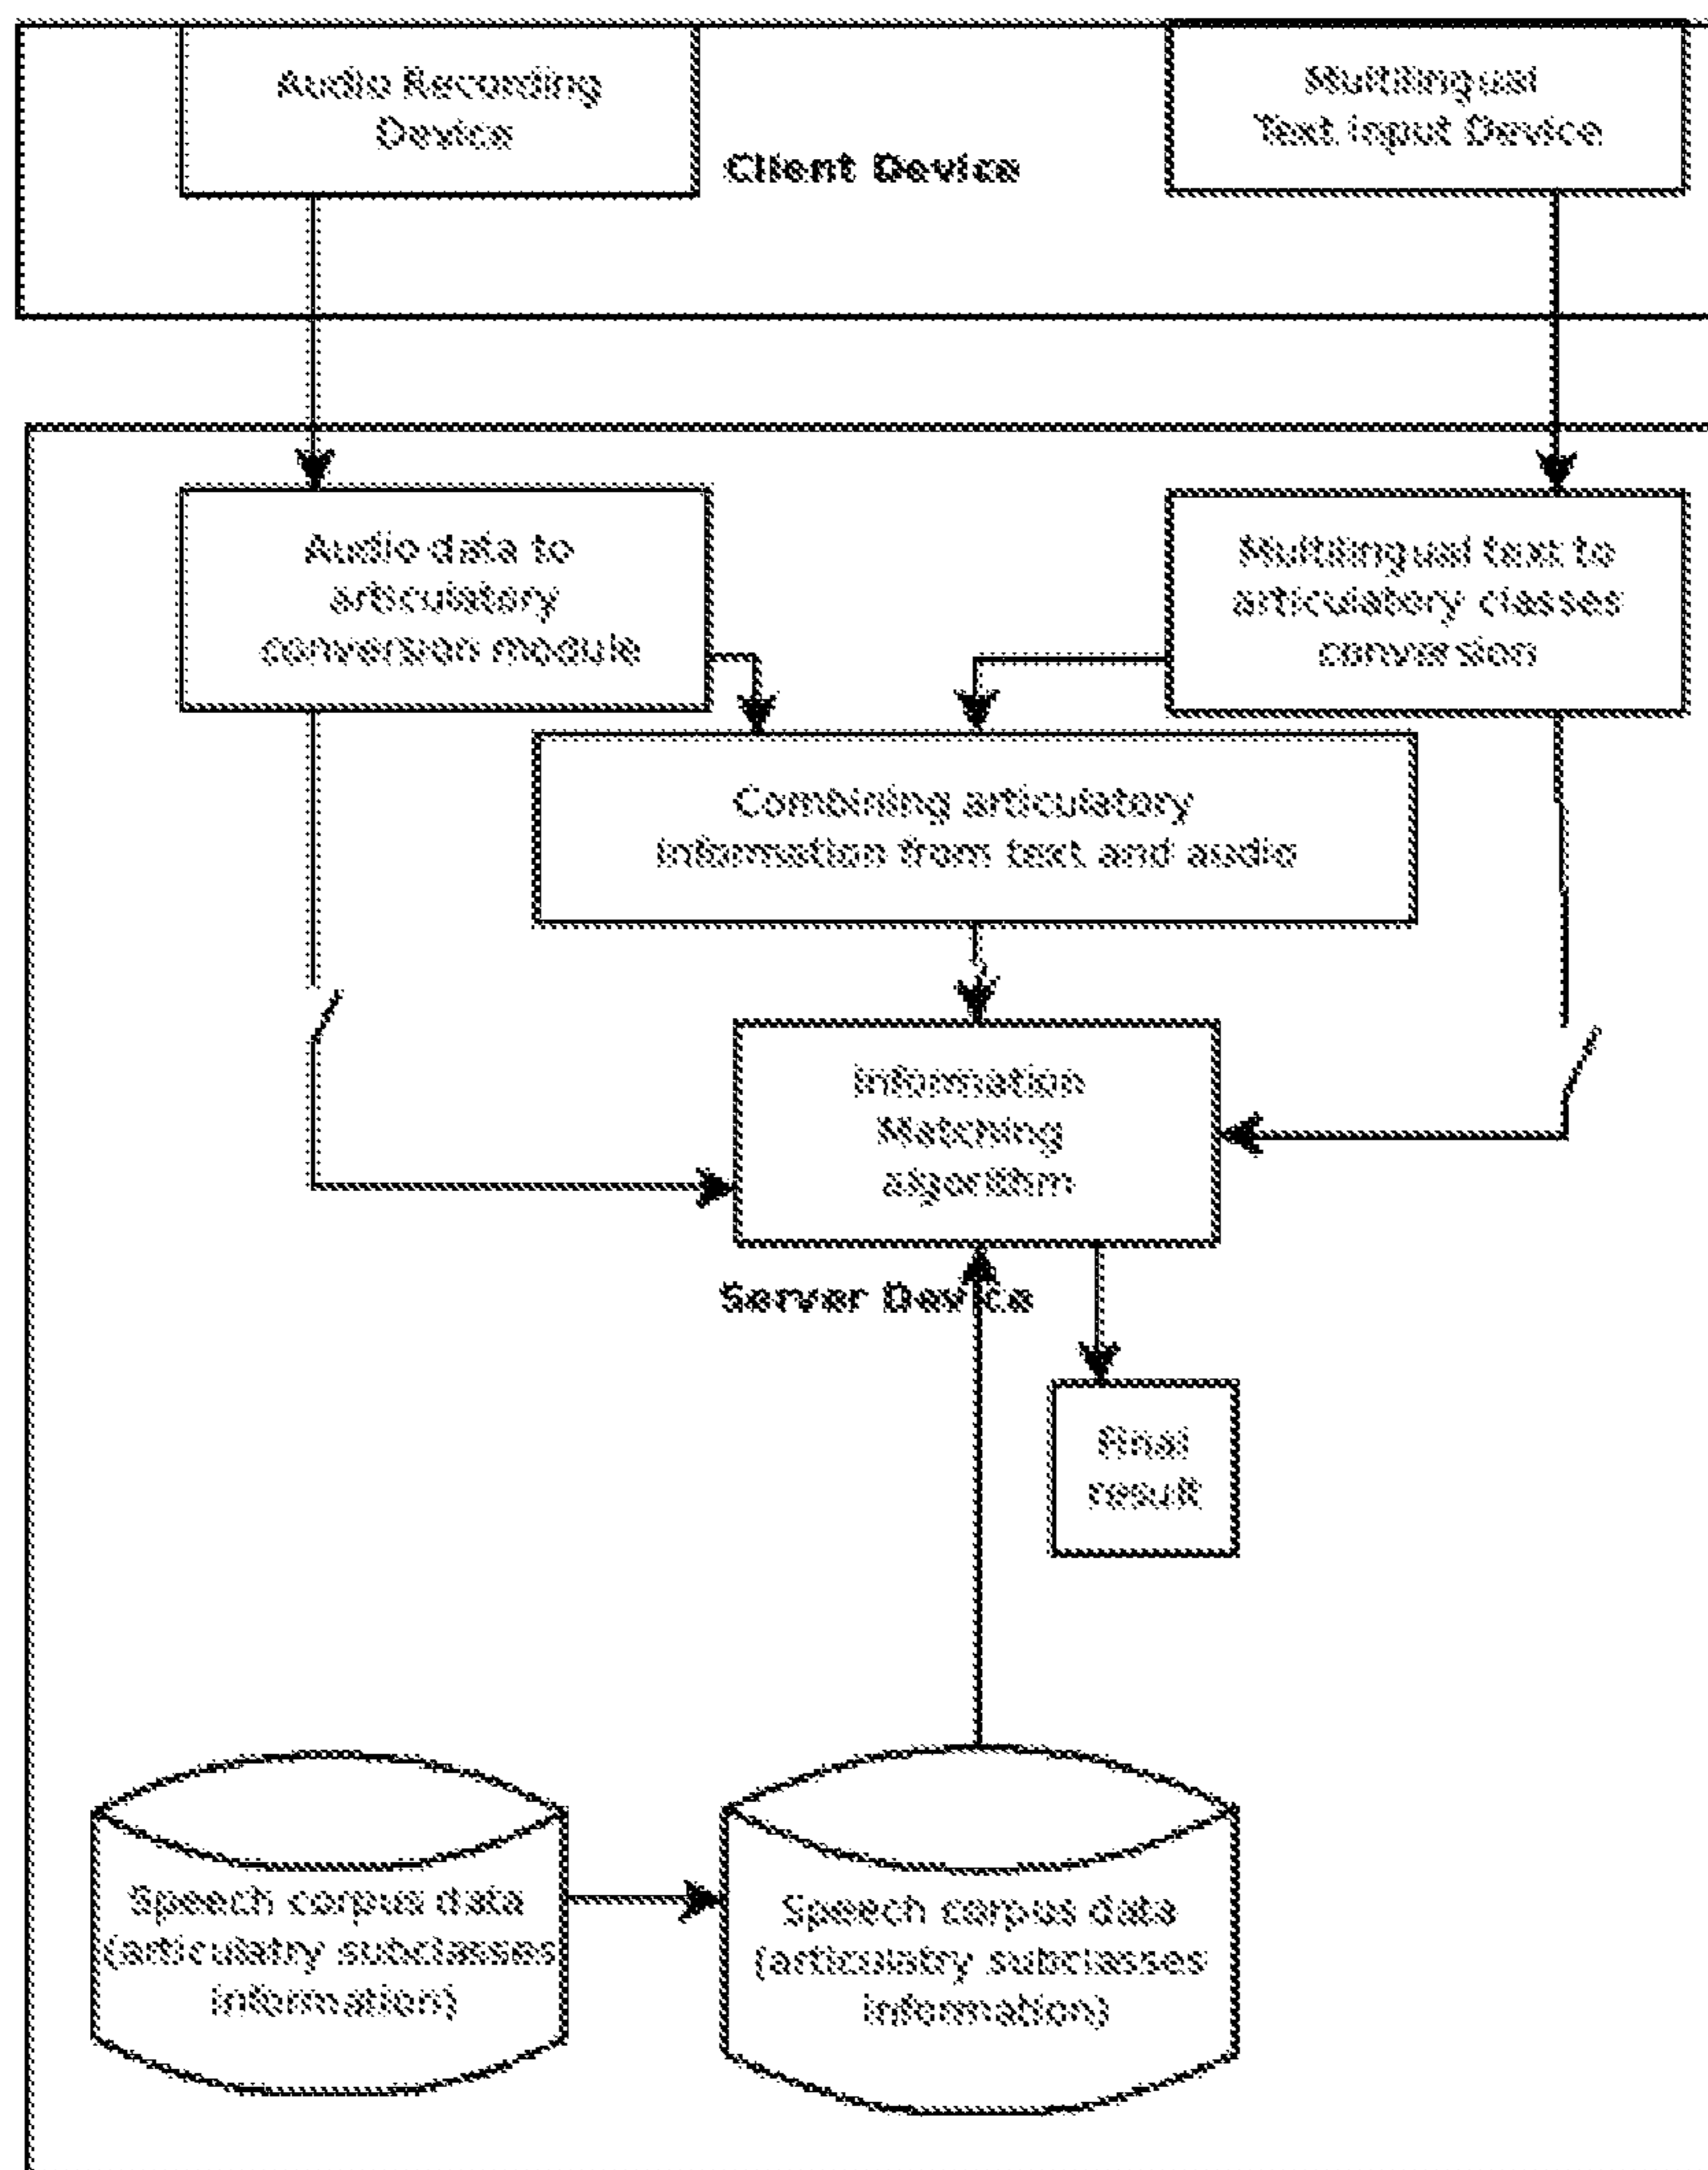 Audio Recording
Device
Client Device
Multilingual
Text Input Device
Audio data to
articulatory
conversion module
Multilingual text to
articulatory classes
conversion
Combining articulatory
information from text and audio
Information
Matching
algorithm
Server Device
Final
result
Speech corpus data
(articulatry subclasses
information)
Speech corpus data
(articulatry subclasses
information)